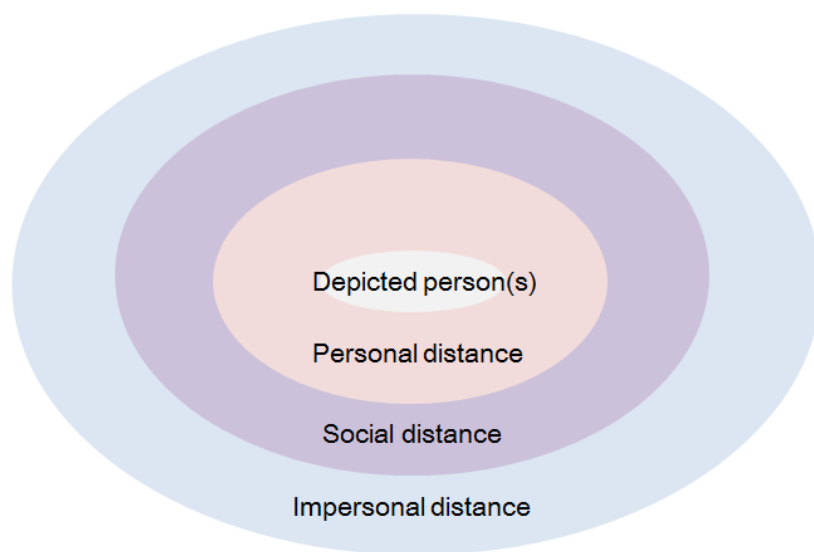 Depicted person(s)
Personal distance
Social distance
Impersonal distance